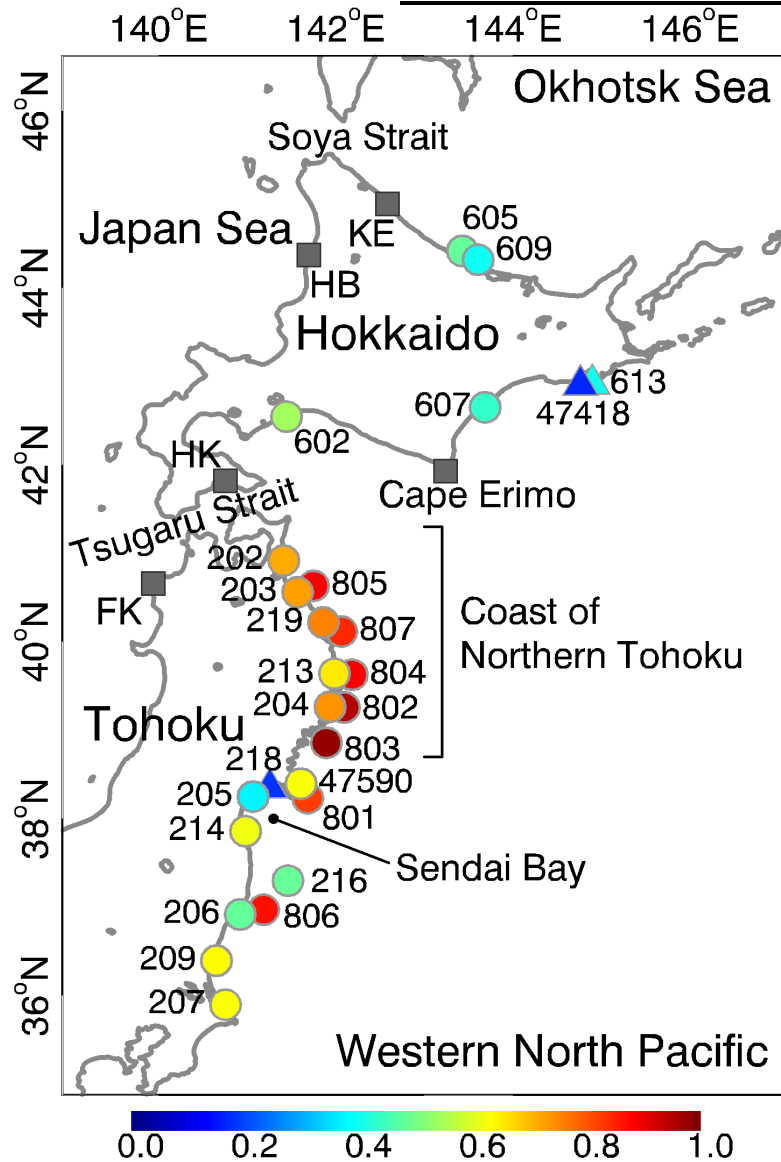 140°E 142°E 144°E 146°E
46°N
44°N
42°N
40°N
38°N
36°N
Okhotsk Sea
Soya Strait
Japan Sea
KE
605
609
HB
Hokkaido
613
607
47418
602
HK
Cape Erimo
Tsugaru Strait
202
203
805
FK
219
807
Coast of
Northern Tohoku
213
804
204
802
Tohoku
803
218
47590
205
801
214
Sendai Bay
216
206
806
209
207
Western North Pacific
0.0 0.2 0.4 0.6 0.8 1.0